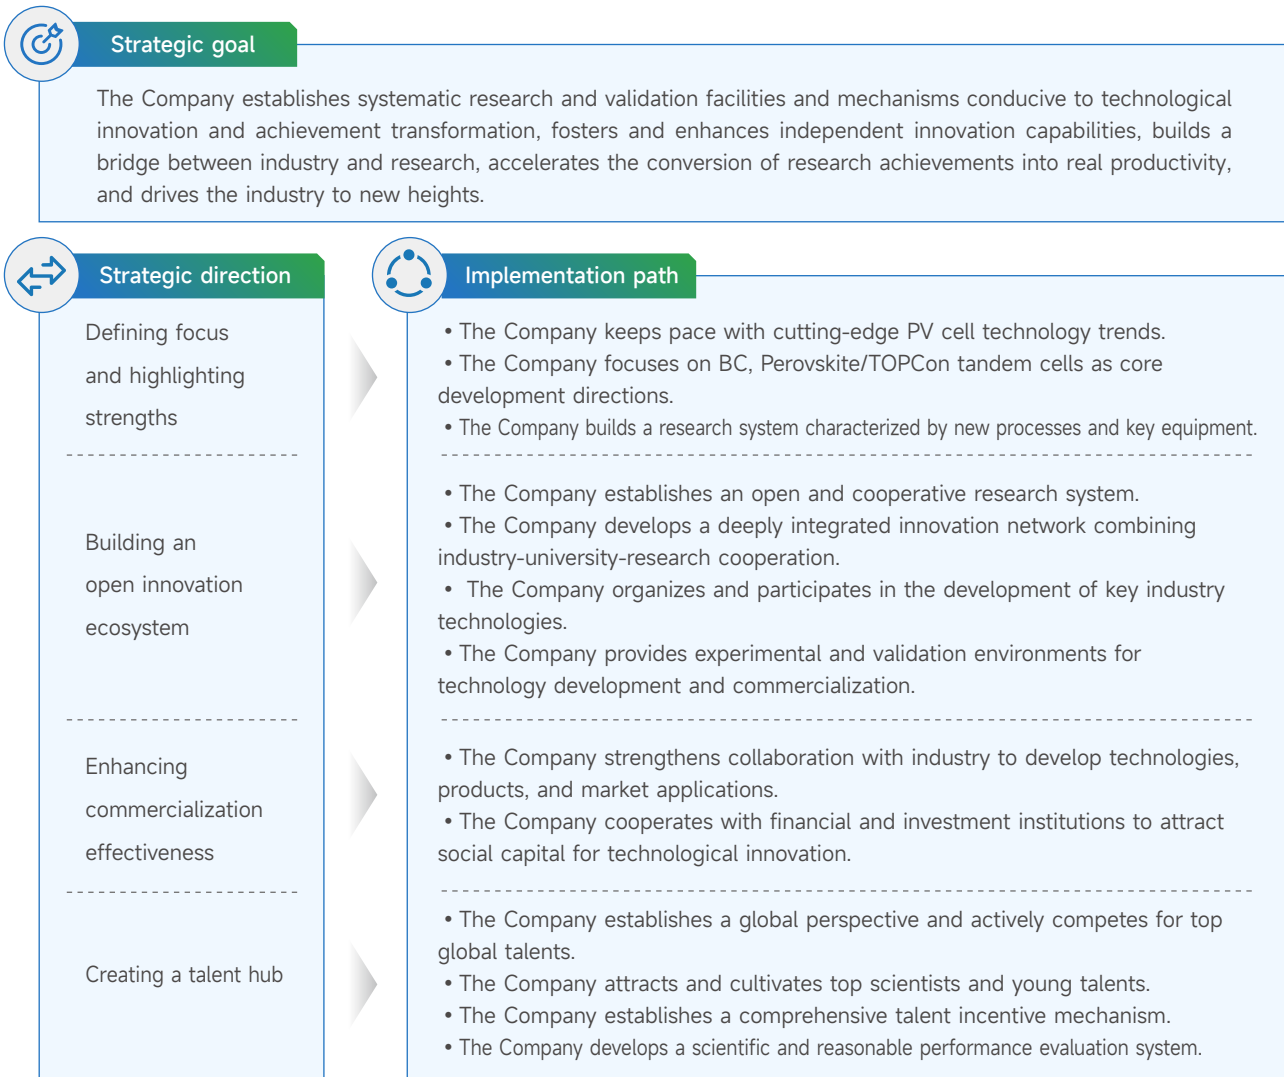 Strategic goal
The Company establishes systematic research and validation facilities and mechanisms conducive to technological
innovation and achievement transformation, fosters and enhances independent innovation capabilities, builds a
bridge between industry and research, accelerates the conversion of research achievements into real productivity,
and drives the industry to new heights.
Strategic direction
Implementation path
Defining focus
and highlighting
strengths
• The Company keeps pace with cutting-edge PV cell technology trends.
• The Company focuses on BC, Perovskite/TOPCon tandem cells as core
development directions.
• The Company builds a research system characterized by new processes and key equipment.
Building an
open innovation
ecosystem
• The Company establishes an open and cooperative research system.
• The Company develops a deeply integrated innovation network combining
industry-university-research cooperation.
• The Company organizes and participates in the development of key industry
technologies.
• The Company provides experimental and validation environments for
technology development and commercialization.
Enhancing
commercialization
effectiveness
• The Company strengthens collaboration with industry to develop technologies,
products, and market applications.
• The Company cooperates with financial and investment institutions to attract
social capital for technological innovation.
Creating a talent hub
• The Company establishes a global perspective and actively competes for top
global talents.
• The Company attracts and cultivates top scientists and young talents.
• The Company establishes a comprehensive talent incentive mechanism.
• The Company develops a scientific and reasonable performance evaluation system.